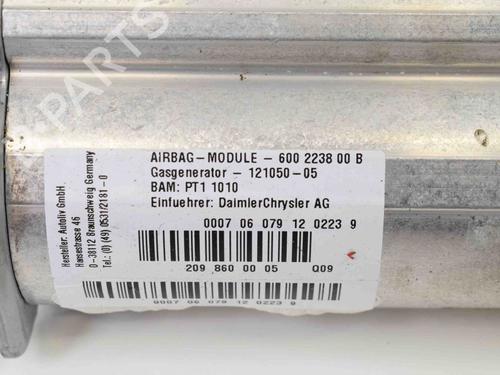 B-PARTS
AIRBAG-MODULE - 600 2238 00 B
Gasgenerator - 121050-05
BAM: PT1 1010
Einfuehrer: DaimlerChrysler AG
0007 06 079 12 0223 9
209 860 00 05 Q09
0007 06 079 12 0223 9
Hersteller: Autoliv GmbH.
Hansestrasse 46
D-38112 Braunschweig Germany
Tel.: (0) (49) 0531/2181-0